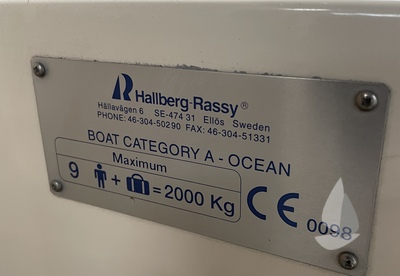 Hallberg-Rassy®
Hällavägen 6 SE-474 31 Ellös Sweden
PHONE: 46-304-50290 FAX: 46-304-51331
BOAT CATEGORY A - OCEAN
Maximum
9 + = 2000 Kg
CE 0098